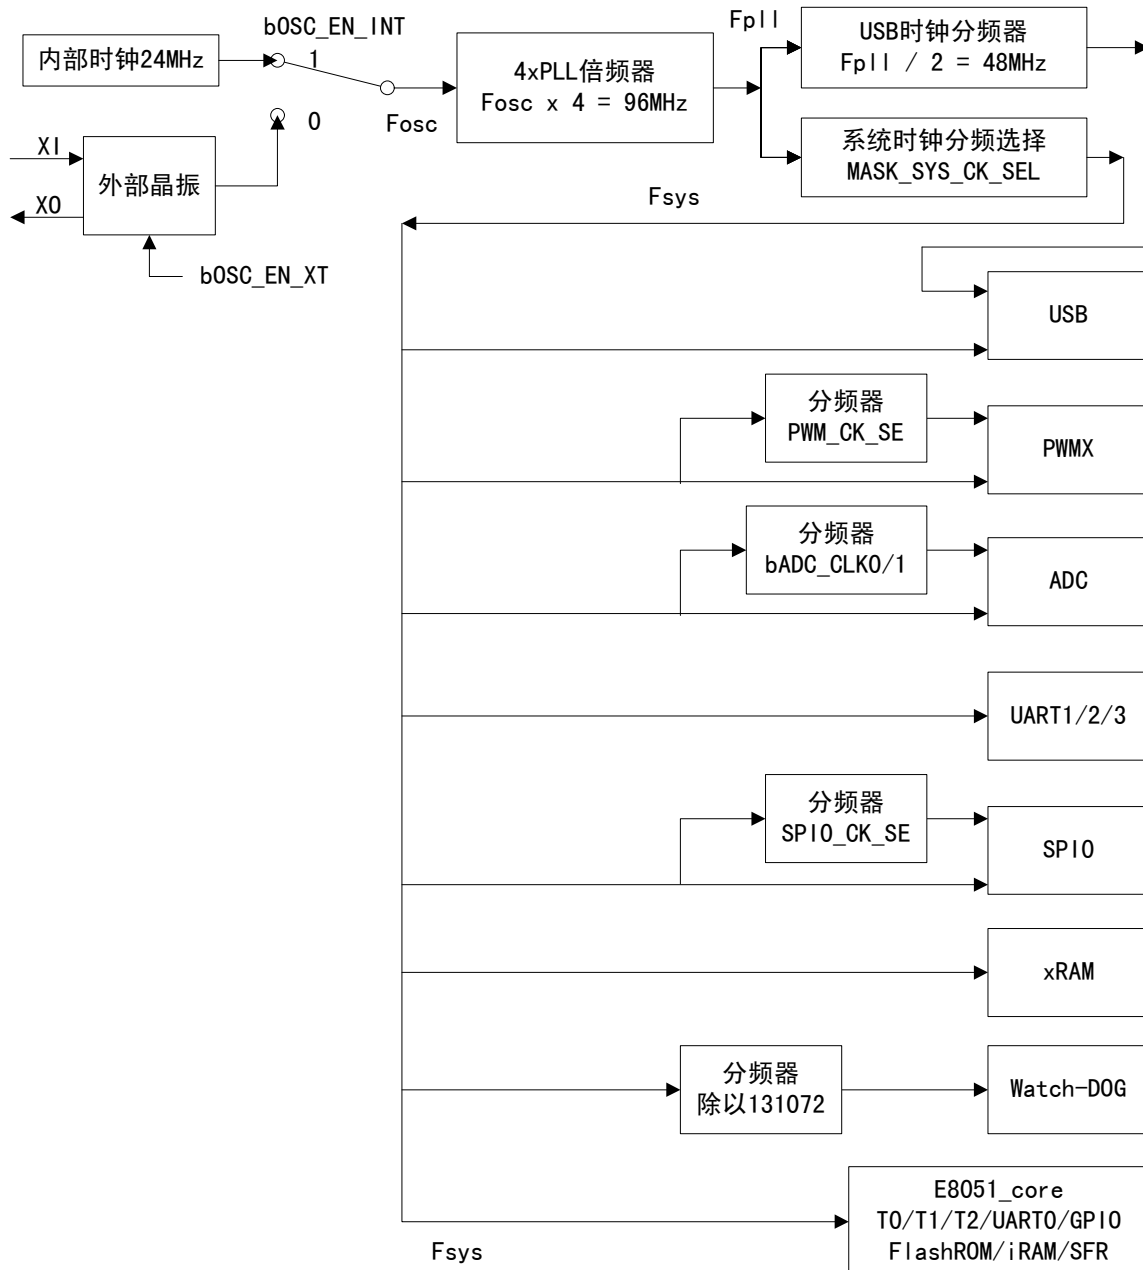 bOSC_EN_INT
Fpll
内部时钟24MHz
1
4xPLL倍频器
Fosc x 4 = 96MHz
USB时钟分频器
Fpll / 2 = 48MHz
0
Fosc
XI
外部晶振
XO
系统时钟分频选择
MASK_SYS_CK_SEL
Fsys
bOSC_EN_XT
USB
分频器
PWM_CK_SE
PWMX
分频器
bADC_CLK0/1
ADC
UART1/2/3
分频器
SPI0_CK_SE
SPI0
xRAM
分频器
除以131072
Watch-DOG
E8051_core
T0/T1/T2/UART0/GPIO
FlashROM/iRAM/SFR
Fsys